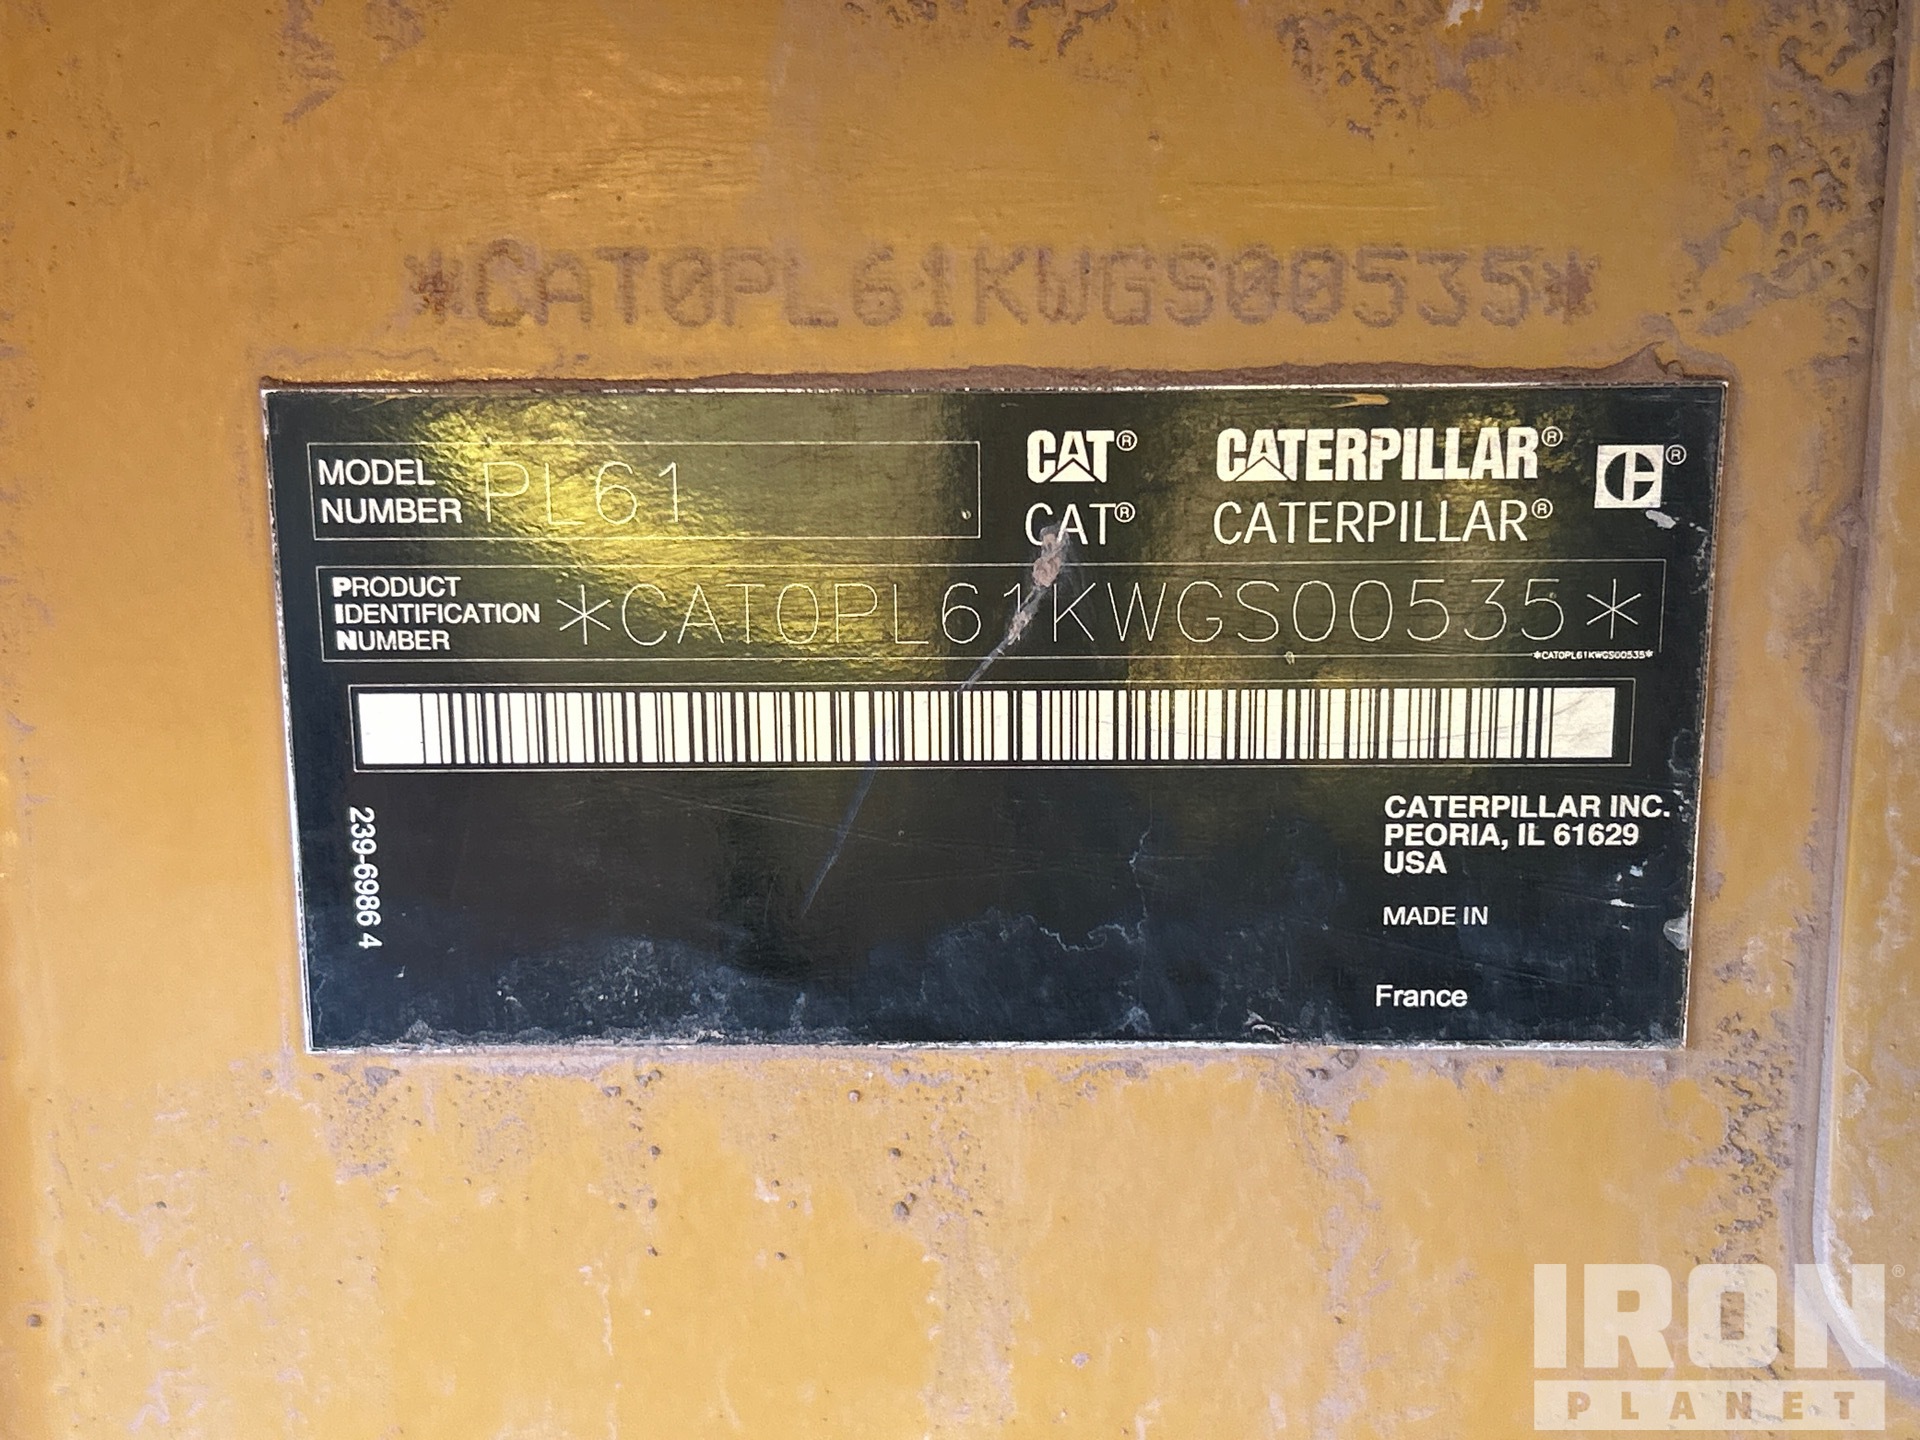 *CAT0PL61KWGS00535*
MODEL NUMBER PL61
CAT® CATERPILLAR®
CAT® CATERPILLAR®
PRODUCT IDENTIFICATION NUMBER *CAT0PL61KWGS00535*
*CAT0PL61KWGS00535*
239-6986 4
CATERPILLAR INC.
PEORIA, IL 61629
USA
MADE IN
France
IRON®
PLANET